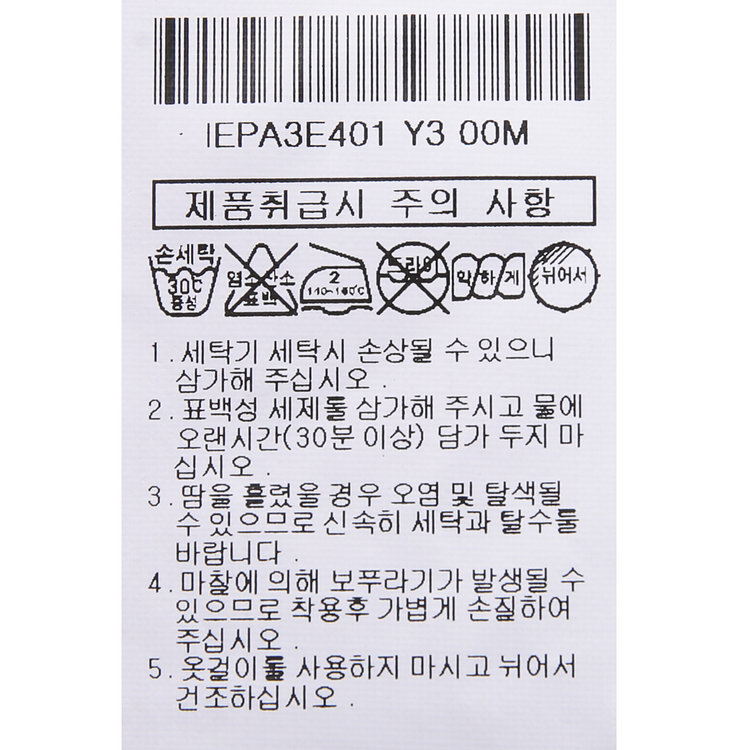 IEPA3E401 Y3 00M
제품취급시 주의 사항
손세탁
30℃
중성
염소산소
표백
2
110~160℃
드라이
약하게
뉘어서
1. 세탁기 세탁시 손상될 수 있으니
삼가해 주십시오.
2. 표백성 세제를 삼가해 주시고 물에
오랜시간(30분 이상) 담가 두지 마
십시오.
3. 땀을 흘렸을 경우 오염 및 탈색될
수 있으므로 신속히 세탁과 탈수를
바랍니다.
4. 마찰에 의해 보푸라기가 발생될 수
있으므로 착용후 가볍게 손질하여
주십시오.
5. 옷걸이를 사용하지 마시고 뉘어서
건조하십시오.